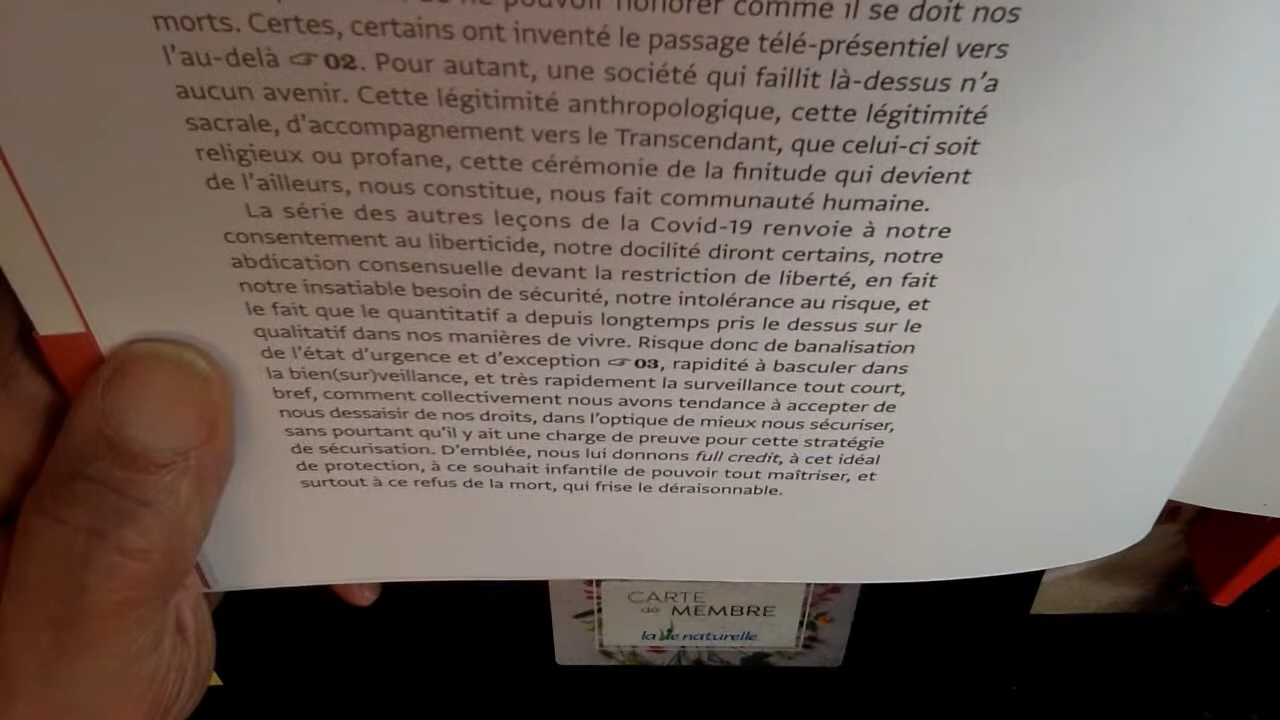 pouvoir honorer comme il se doit nos
morts. Certes, certains ont inventé le passage télé-présentiel vers
l'au-delà ☞ 02. Pour autant, une société qui faillit là-dessus n'a
aucun avenir. Cette légitimité anthropologique, cette légitimité
sacrale, d'accompagnement vers le Transcendant, que celui-ci soit
religieux ou profane, cette cérémonie de la finitude qui devient
de l'ailleurs, nous constitue, nous fait communauté humaine.
La série des autres leçons de la Covid-19 renvoie à notre
consentement au liberticide, notre docilité diront certains, notre
abdication consensuelle devant la restriction de liberté, en fait
notre insatiable besoin de sécurité, notre intolérance au risque, et
le fait que le quantitatif a depuis longtemps pris le dessus sur le
qualitatif dans nos manières de vivre. Risque donc de banalisation
de l'état d'urgence et d'exception ☞ 03, rapidité à basculer dans
la bien(sur)veillance, et très rapidement la surveillance tout court,
bref, comment collectivement nous avons tendance à accepter de
nous dessaisir de nos droits, dans l'optique de mieux nous sécuriser,
sans pourtant qu'il y ait une charge de preuve pour cette stratégie
de sécurisation. D'emblée, nous lui donnons full credit, à cet idéal
de protection, à ce souhait infantile de pouvoir tout maîtriser, et
surtout à ce refus de la mort, qui frise le déraisonnable.
CARTE
de MEMBRE
la vie naturelle